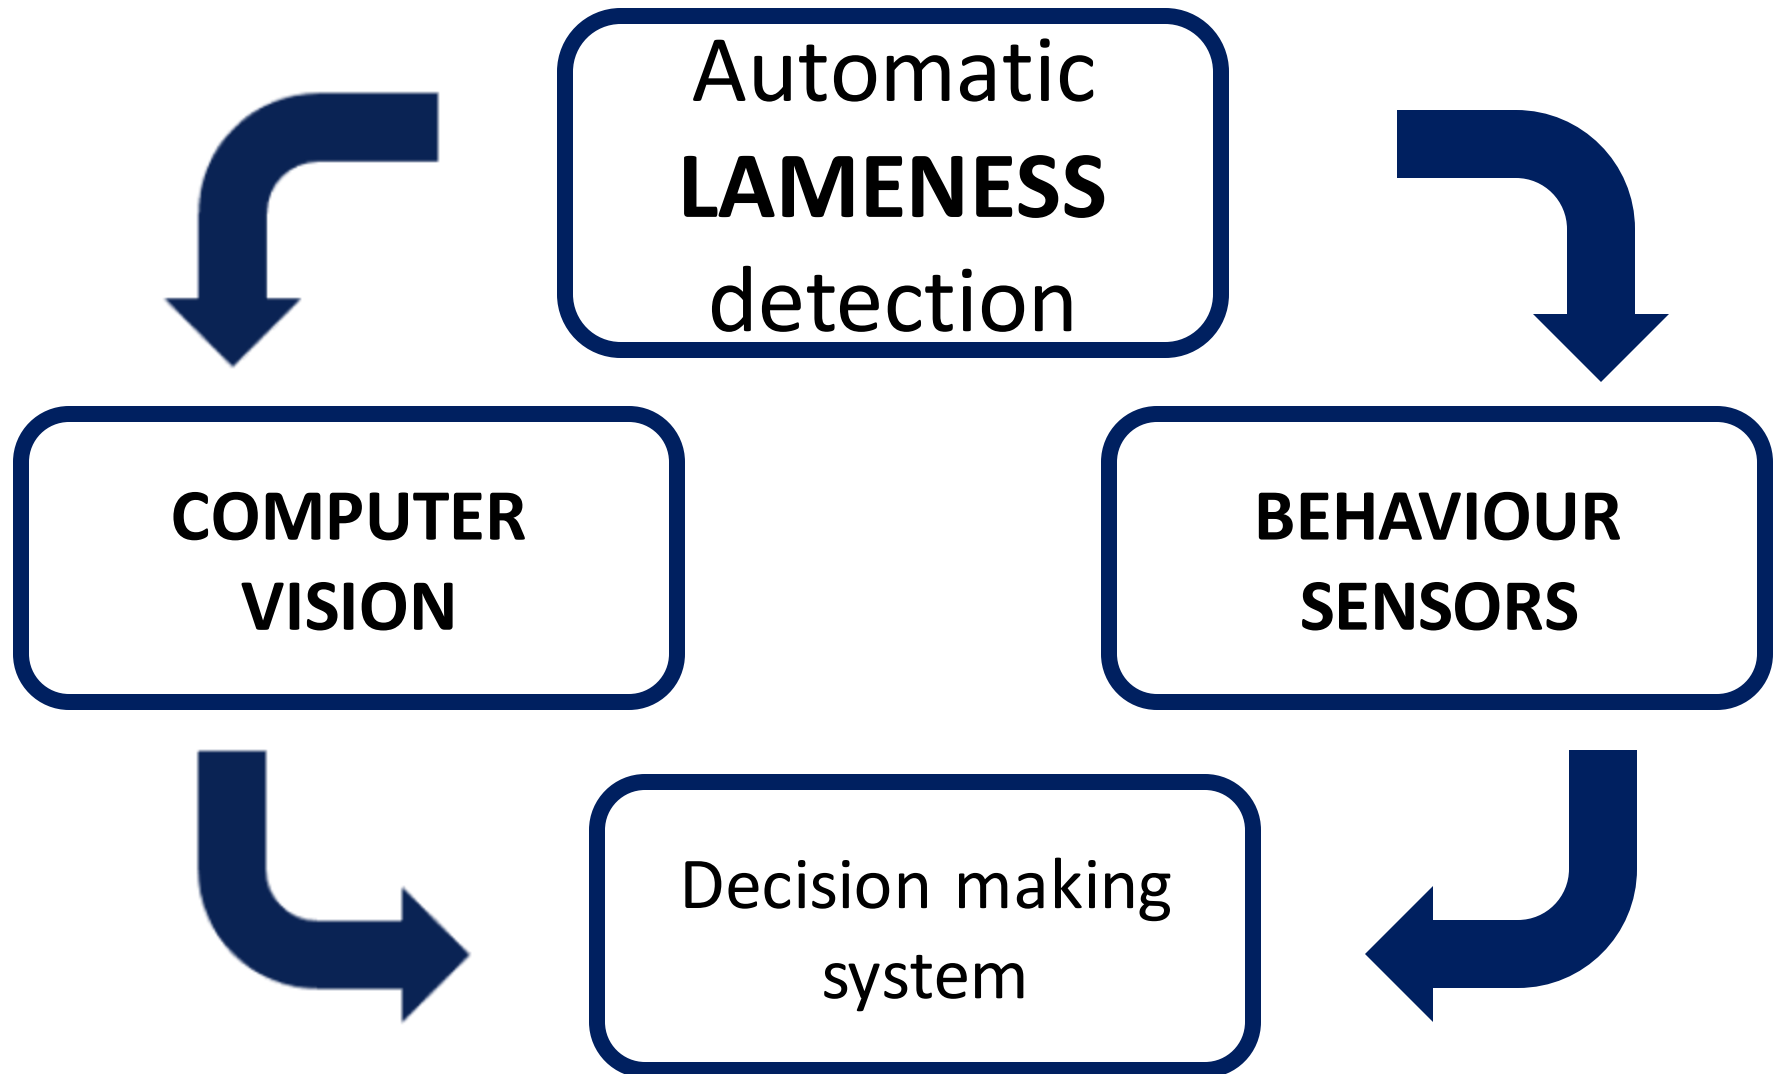 Automatic
LAMENESS
detection
COMPUTER
VISION
BEHAVIOUR
SENSORS
Decision making
system